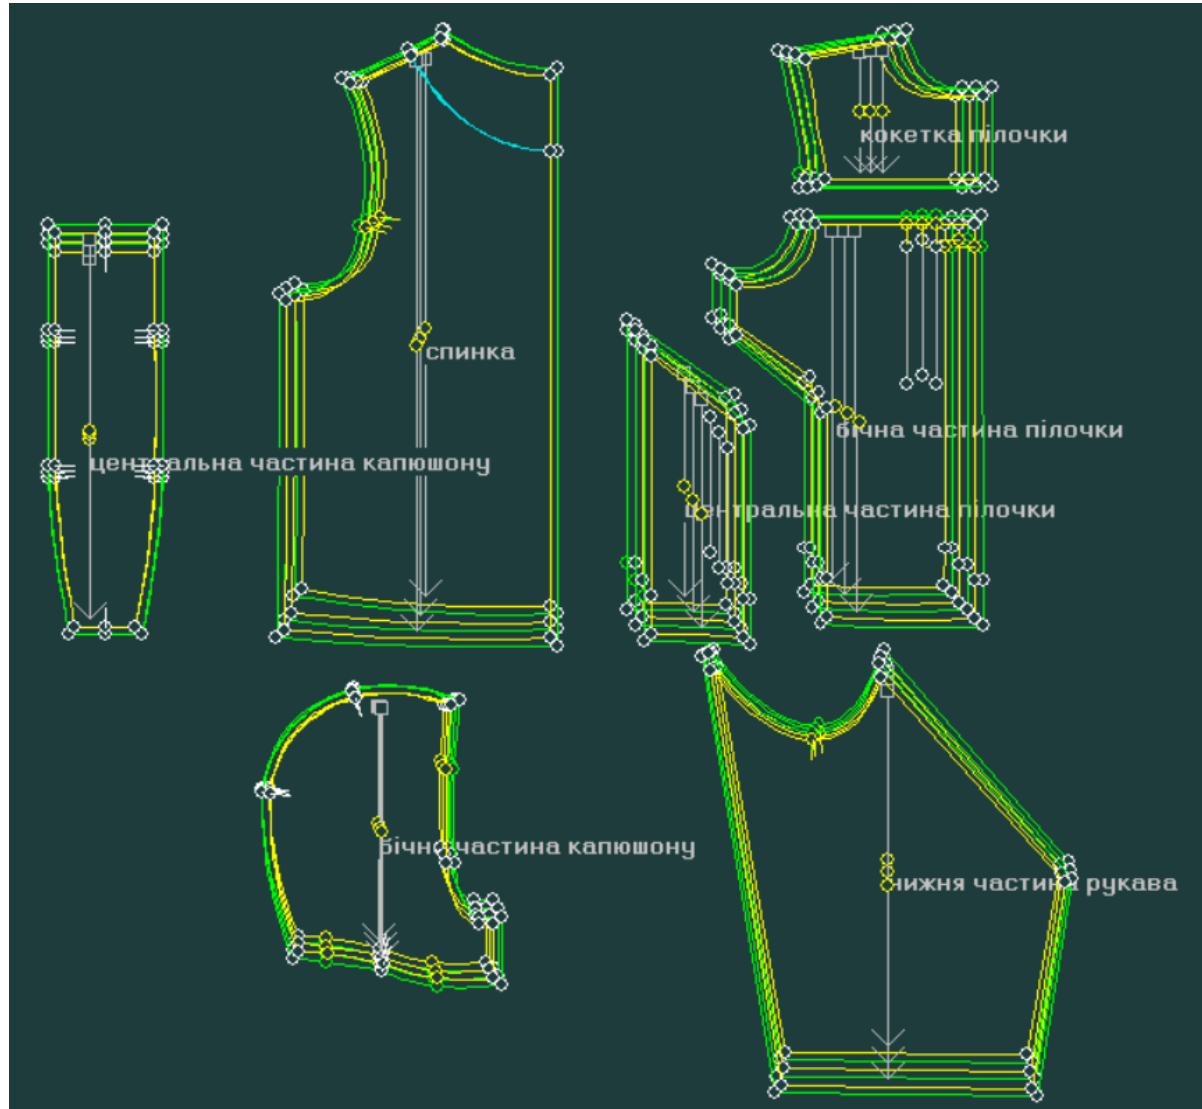 кокетка пілочки
спинка
бічна частина пілочки
центральна частина капюшону
центральна частина пілочки
бічна частина капюшону
нижня частина рукава